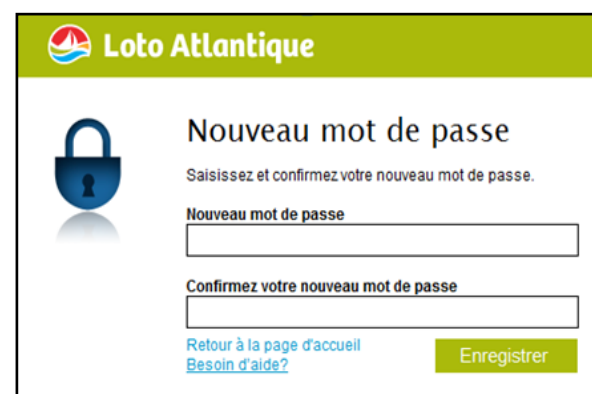 Loto Atlantique
Nouveau mot de passe
Saisissez et confirmez votre nouveau mot de passe.
Nouveau mot de passe
Confirmez votre nouveau mot de passe
Retour à la page d'accueil
Besoin d'aide?
Enregistrer